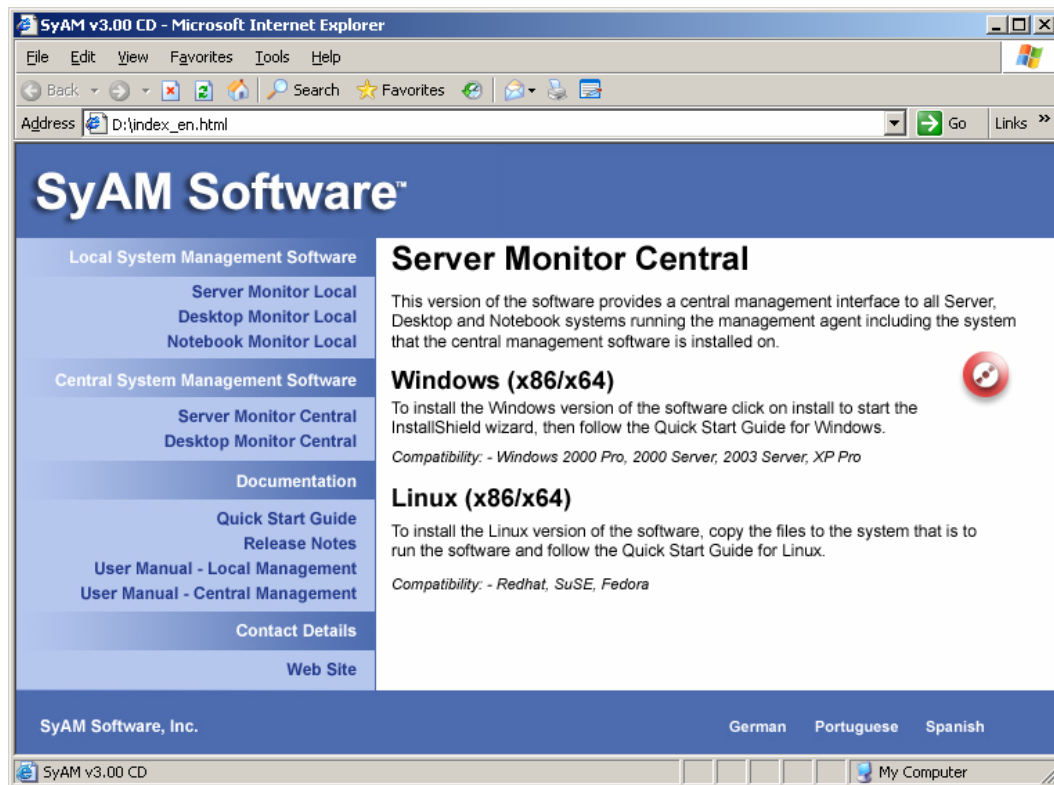 SyAM v3.00 CD - Microsoft Internet Explorer
File Edit View Favorites Tools Help
Back Search Favorites
Address D:\index_en.html Go Links »
SyAM Software™
Local System Management Software
Server Monitor Local
Desktop Monitor Local
Notebook Monitor Local
Central System Management Software
Server Monitor Central
Desktop Monitor Central
Documentation
Quick Start Guide
Release Notes
User Manual - Local Management
User Manual - Central Management
Contact Details
Web Site
Server Monitor Central
This version of the software provides a central management interface to all Server,
Desktop and Notebook systems running the management agent including the system
that the central management software is installed on.
Windows (x86/x64)
To install the Windows version of the software click on install to start the
InstallShield wizard, then follow the Quick Start Guide for Windows.
Compatibility: - Windows 2000 Pro, 2000 Server, 2003 Server, XP Pro
Linux (x86/x64)
To install the Linux version of the software, copy the files to the system that is to
run the software and follow the Quick Start Guide for Linux.
Compatibility: - Redhat, SuSE, Fedora
SyAM Software, Inc. German Portuguese Spanish
SyAM v3.00 CD My Computer